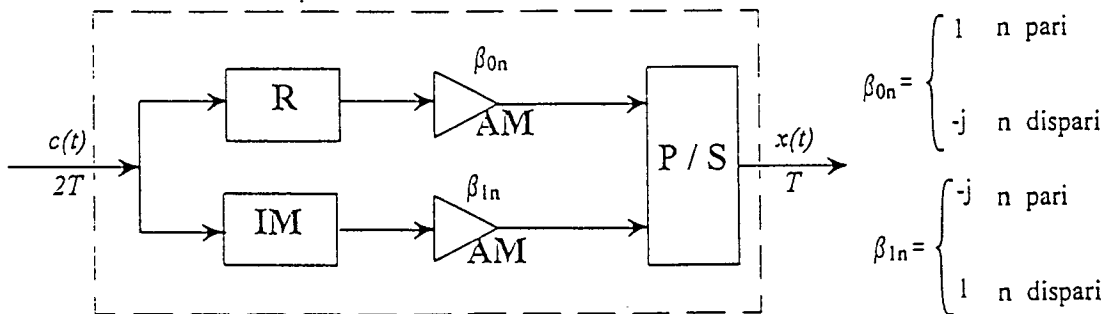 β0n
R
AM
c(t)
2T
P / S
x(t)
T
β1n
IM
AM
β0n = 1 n pari
-j n dispari
β1n = -j n pari
1 n dispari